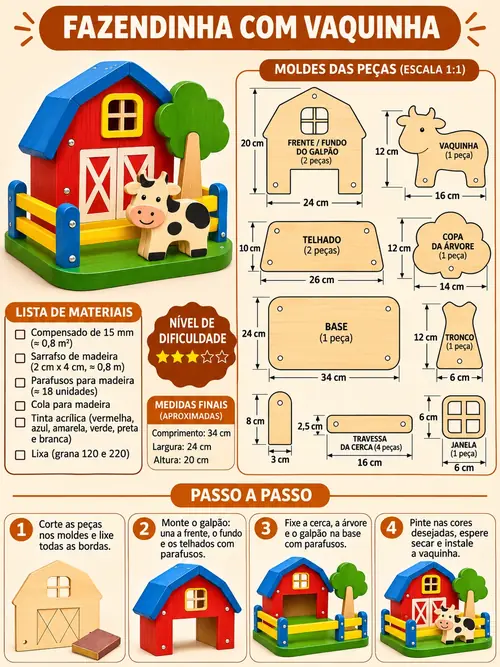 FAZENDINHA COM VAQUINHA
MOLDES DAS PEÇAS (ESCALA 1:1)
20 cm
FRENTE / FUNDO
DO GALPÃO
(2 peças)
24 cm
12 cm
VAQUINHA
(1 peça)
16 cm
10 cm
TELHADO
(2 peças)
26 cm
12 cm
COPA
DA ÁRVORE
(1 peça)
14 cm
24 cm
BASE
(1 peça)
34 cm
12 cm
TRONCO
(1 peça)
6 cm
8 cm
3 cm
2,5 cm
TRAVESSA
DA CERCA (4 peças)
16 cm
6 cm
JANELA
(1 peça)
6 cm
LISTA DE MATERIAIS
Compensado de 15 mm
(≈ 0,8 m²)
Sarrafso de madeira
(2 cm x 4 cm, ≈ 0,8 m)
Parafusos para madeira
(≈ 18 unidades)
Cola para madeira
Tinta acrílica (vermelha,
azul, amarela, verde, preta
e branca)
Lixa (grana 120 e 220)
NÍVEL DE
DIFICULDADE
MEDIDAS FINAIS
(APROXIMADAS)
Comprimento: 34 cm
Largura: 24 cm
Altura: 20 cm
PASSO A PASSO
1 Corte as peças
nos moldes e lixe
todas as bordas.
2 Monte o galpão:
una a frente, o fundo
e os telhados com
parafusos.
3 Fixe a cerca, a árvore
e o galpão na base
com parafusos.
4 Pinte nas cores
desejadas, espere
secar e instale
a vaquinha.